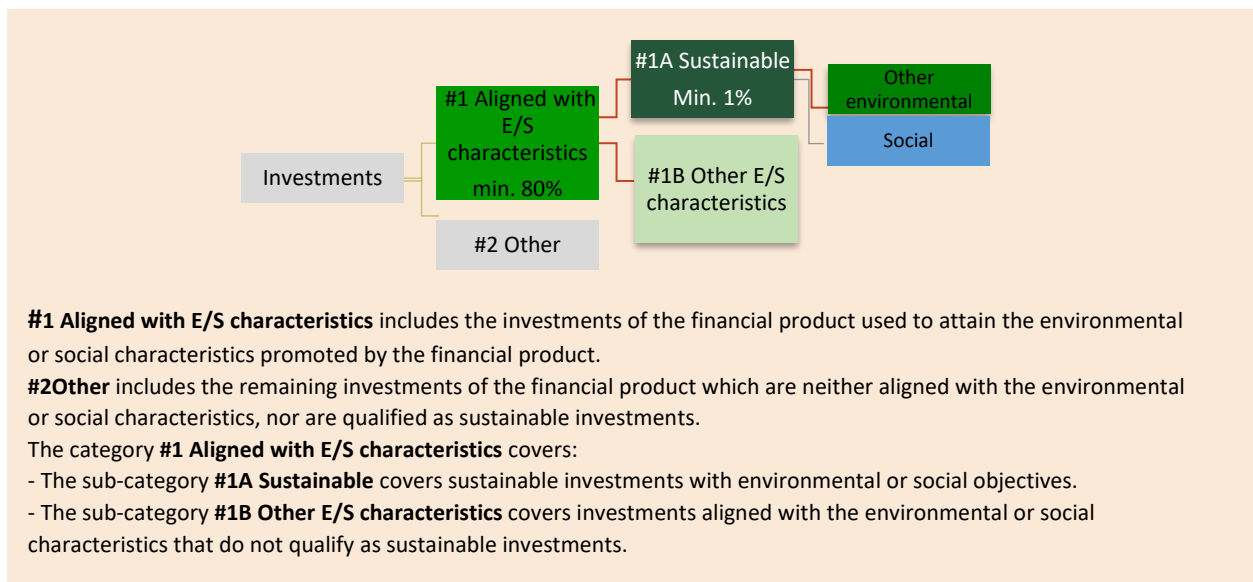 #1A Sustainable
Min. 1%
Other
environmental
#1 Aligned with
E/S
characteristics
min. 80%
Social
Investments
#1B Other E/S
characteristics
#2 Other
#1 Aligned with E/S characteristics includes the investments of the financial product used to attain the environmental
or social characteristics promoted by the financial product.
#2Other includes the remaining investments of the financial product which are neither aligned with the environmental
or social characteristics, nor are qualified as sustainable investments.
The category #1 Aligned with E/S characteristics covers:
- The sub-category #1A Sustainable covers sustainable investments with environmental or social objectives.
- The sub-category #1B Other E/S characteristics covers investments aligned with the environmental or social
characteristics that do not qualify as sustainable investments.